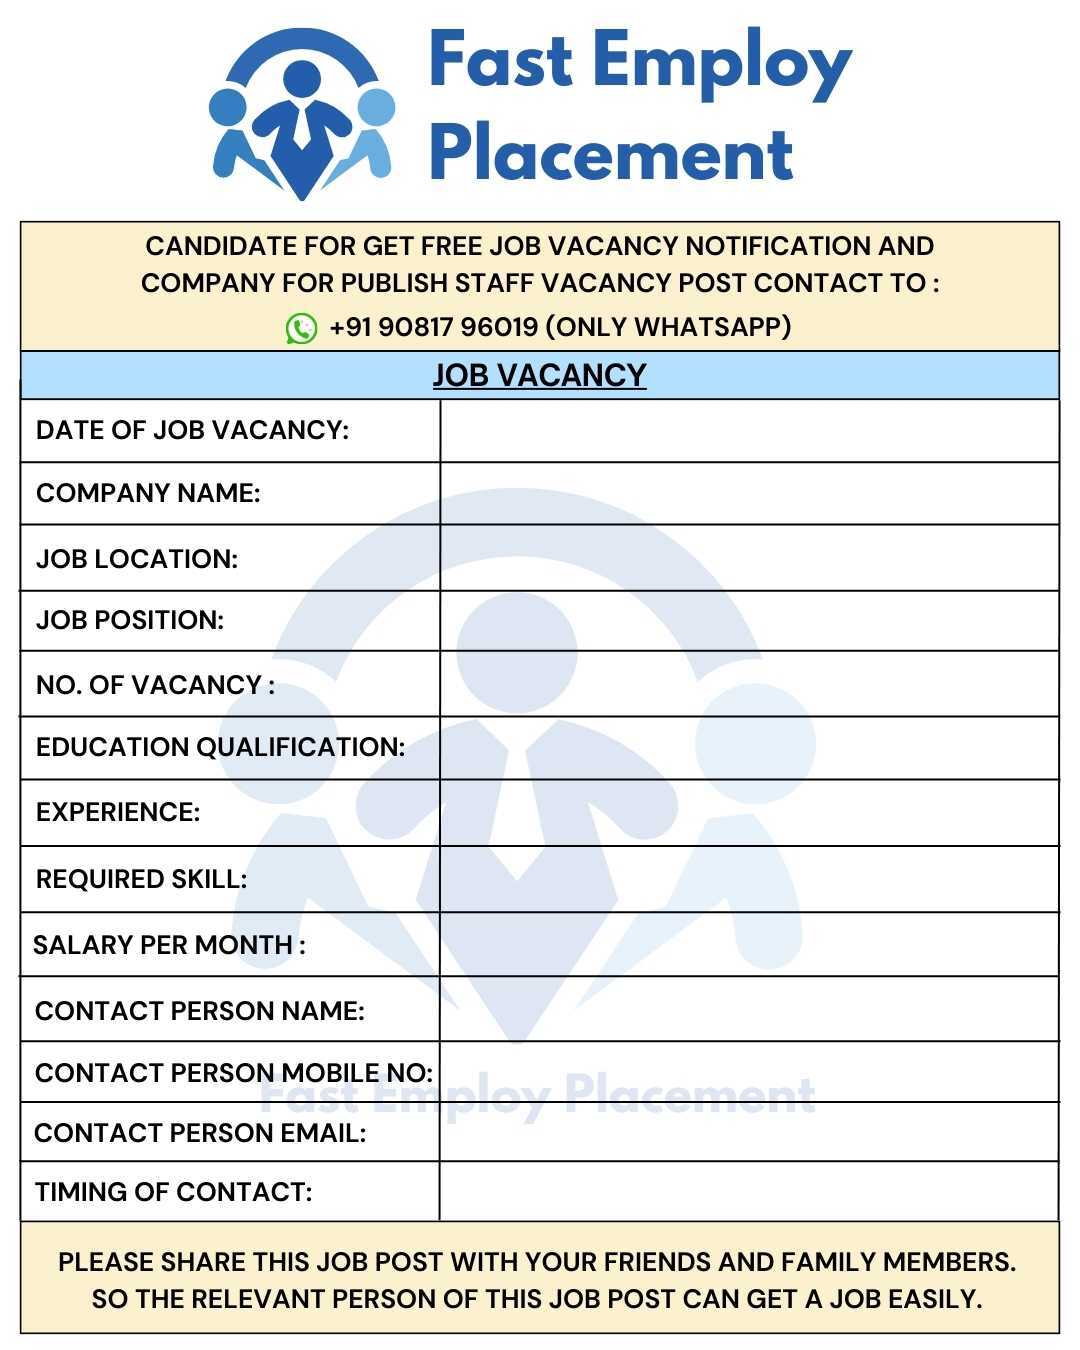 Fast Employ
Placement
CANDIDATE FOR GET FREE JOB VACANCY NOTIFICATION AND
COMPANY FOR PUBLISH STAFF VACANCY POST CONTACT TO :
+91 90817 96019 (ONLY WHATSAPP)
JOB VACANCY
DATE OF JOB VACANCY:
COMPANY NAME:
JOB LOCATION:
JOB POSITION:
NO. OF VACANCY :
EDUCATION QUALIFICATION:
EXPERIENCE:
REQUIRED SKILL:
SALARY PER MONTH :
CONTACT PERSON NAME:
CONTACT PERSON MOBILE NO:
Fast Employ Placement
CONTACT PERSON EMAIL:
TIMING OF CONTACT:
PLEASE SHARE THIS JOB POST WITH YOUR FRIENDS AND FAMILY MEMBERS.
SO THE RELEVANT PERSON OF THIS JOB POST CAN GET A JOB EASILY.